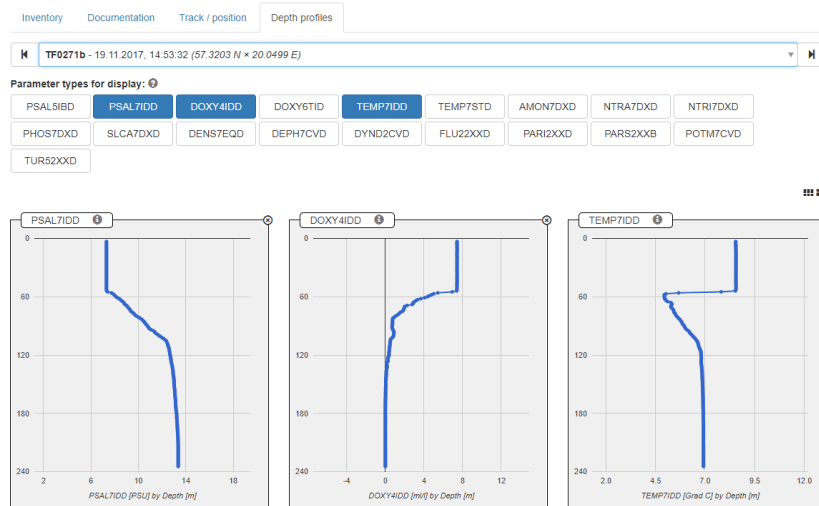 Inventory Documentation Track / position Depth profiles
TF0271b - 19.11.2017, 14:53:32 (57.3203 N × 20.0499 E)
Parameter types for display:
PSAL5IBD PSAL7IDD DOXY4IDD DOXY6TID TEMP7IDD TEMP7STD AMON7DXD NTRA7DXD NTRI7DXD
PHOS7DXD SLCA7DXD DENS7EQD DEPH7CVD DYND2CVD FLU22XXD PARI2XXD PARS2XXB POTM7CVD
TUR52XXD
PSAL7IDD
0
60
120
180
240
2 6 10 14 18
PSAL7IDD [PSU] by Depth [m]
DOXY4IDD
0
60
120
180
240
-4 0 4 8 12
DOXY4IDD [ml/l] by Depth [m]
TEMP7IDD
0
60
120
180
240
2.0 4.5 7.0 9.5 12.0
TEMP7IDD [Grad C] by Depth [m]